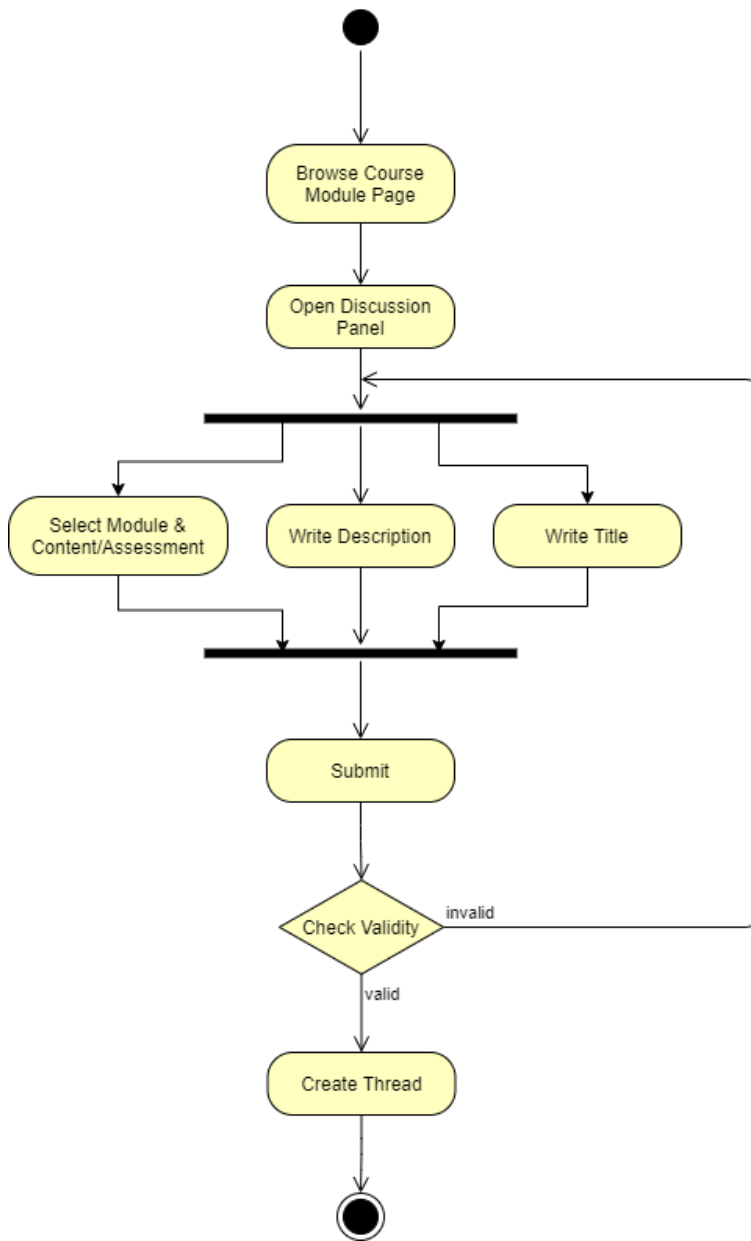 Browse Course
Module Page
Open Discussion
Panel
Select Module &
Content/Assessment
Write Description
Write Title
Submit
Check Validity
invalid
valid
Create Thread